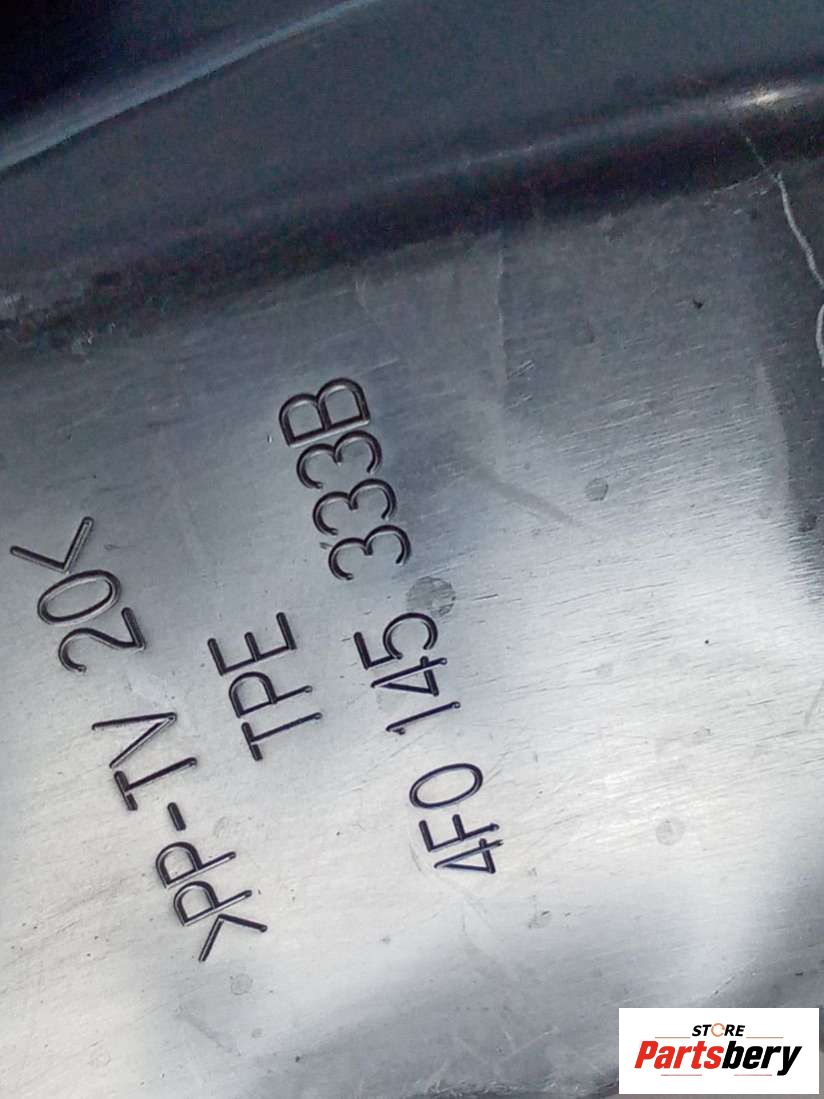 >PP-TV 20<
TPE
4F0 145 333B
STORE
Partsbery